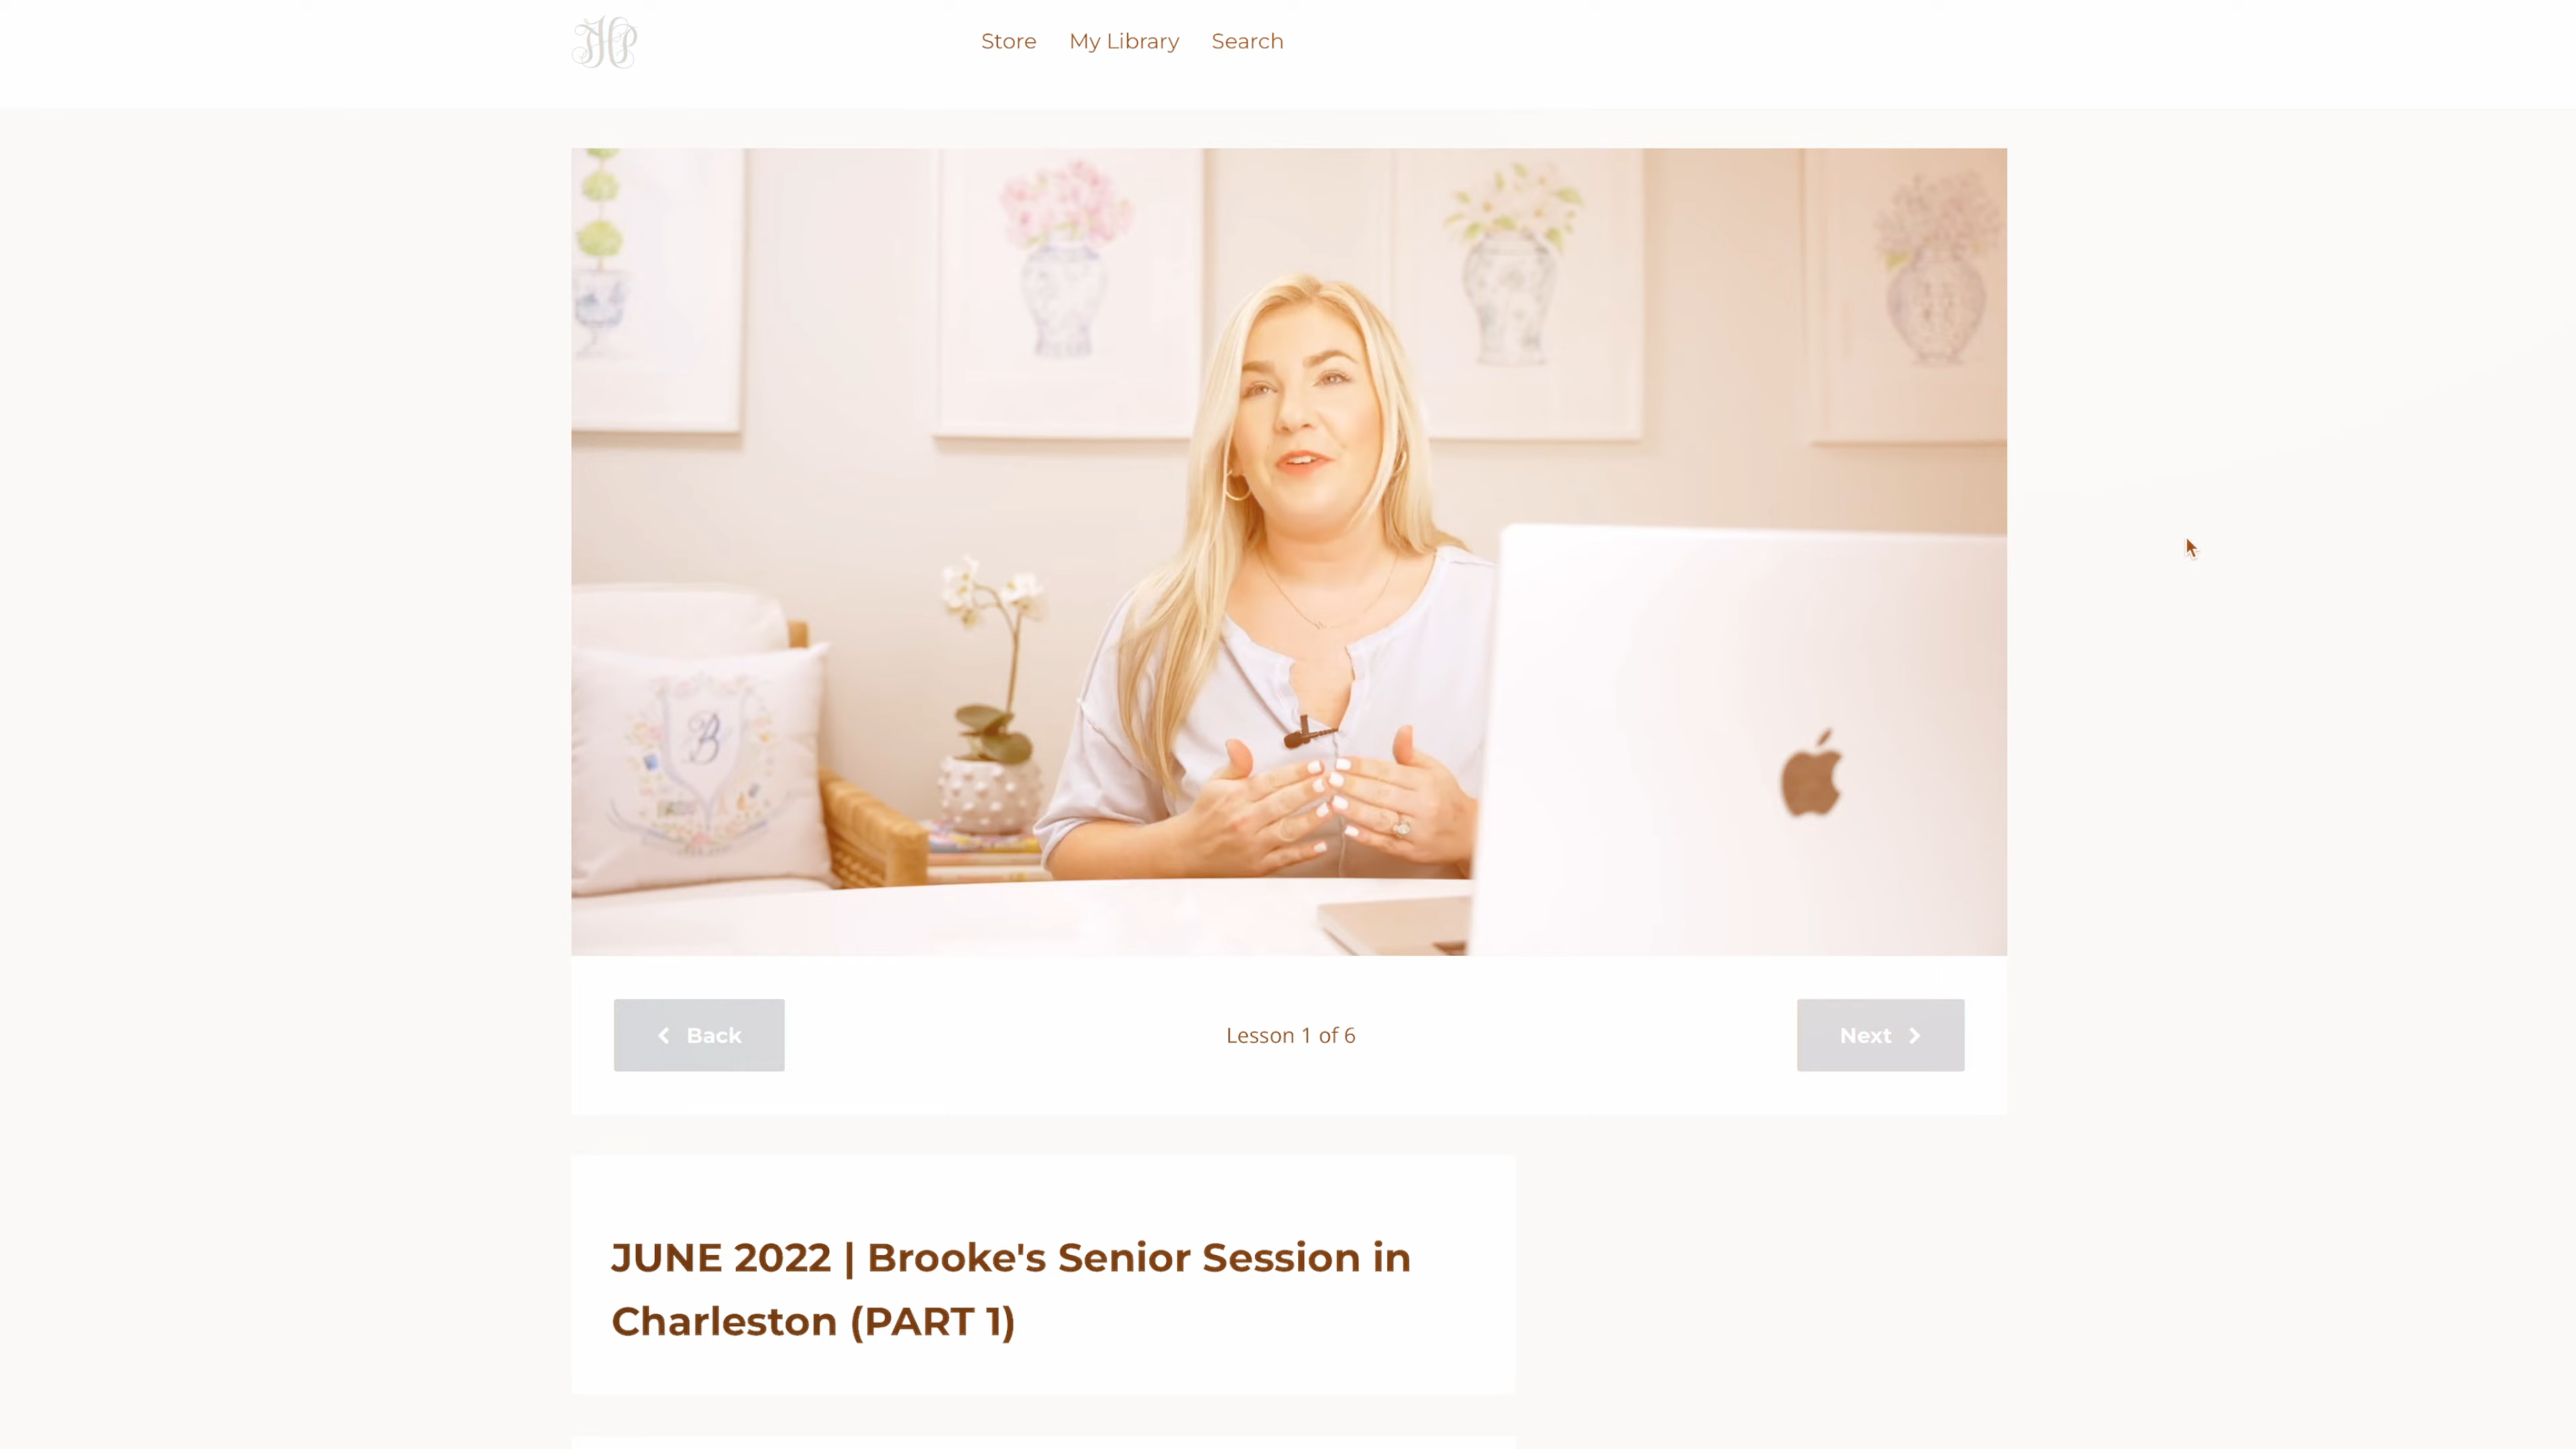 Store
My Library
Search
B
Back
Lesson 1 of 6
Next
JUNE 2022 | Brooke's Senior Session in
Charleston (PART 1)